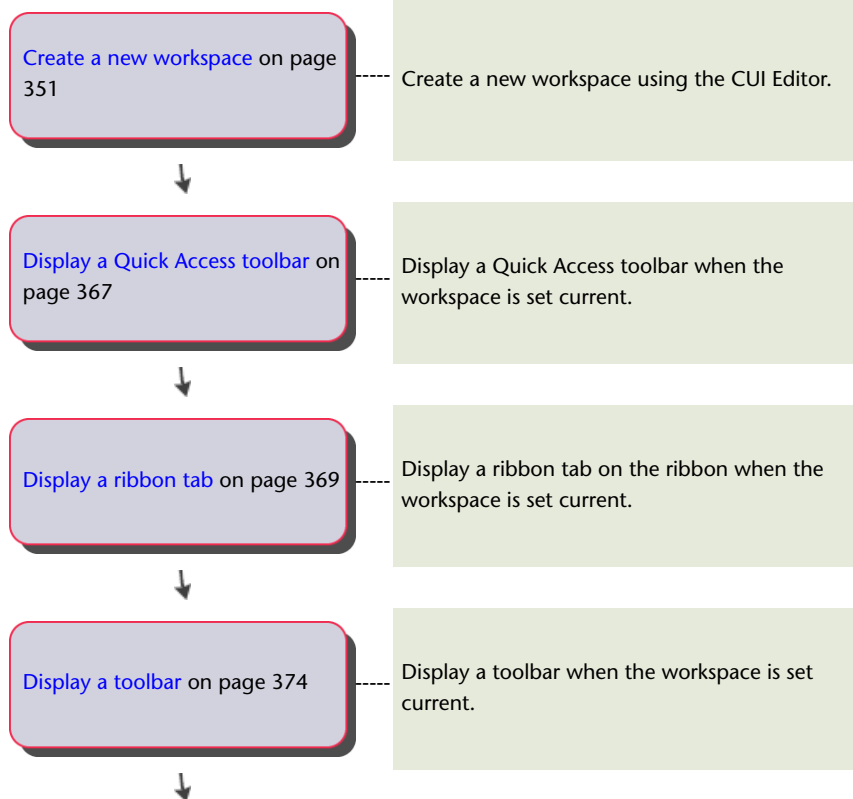 Create a new workspace on page
351
Create a new workspace using the CUI Editor.
Display a Quick Access toolbar on
page 367
Display a Quick Access toolbar when the
workspace is set current.
Display a ribbon tab on page 369
Display a ribbon tab on the ribbon when the
workspace is set current.
Display a toolbar on page 374
Display a toolbar when the workspace is set
current.